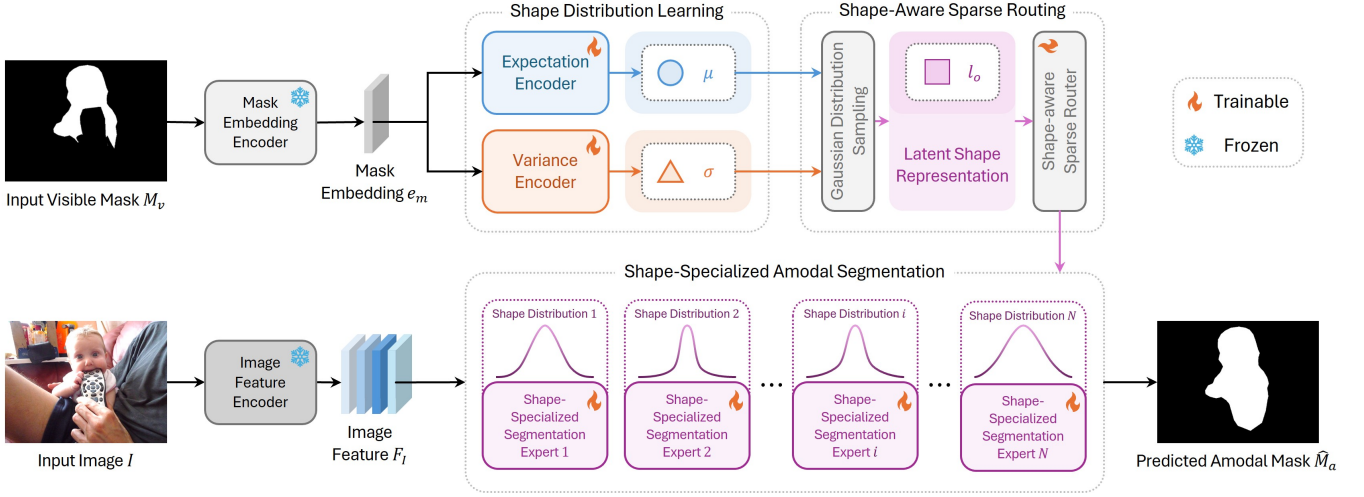 Shape Distribution Learning
Shape-Aware Sparse Routing
Mask
Embedding
Encoder
Input Visible Mask M_v
Mask
Embedding e_m
Expectation
Encoder
μ
Variance
Encoder
σ
Gaussian Distribution
Sampling
l_o
Latent Shape
Representation
Shape-aware
Sparse Router
Trainable
Frozen
Shape-Specialized Amodal Segmentation
Image
Feature
Encoder
Input Image I
Image
Feature F_I
Shape Distribution 1
Shape-
Specialized
Segmentation
Expert 1
Shape Distribution 2
Shape-
Specialized
Segmentation
Expert 2
...
Shape Distribution i
Shape-
Specialized
Segmentation
Expert i
...
Shape Distribution N
Shape-
Specialized
Segmentation
Expert N
Predicted Amodal Mask M̂_a